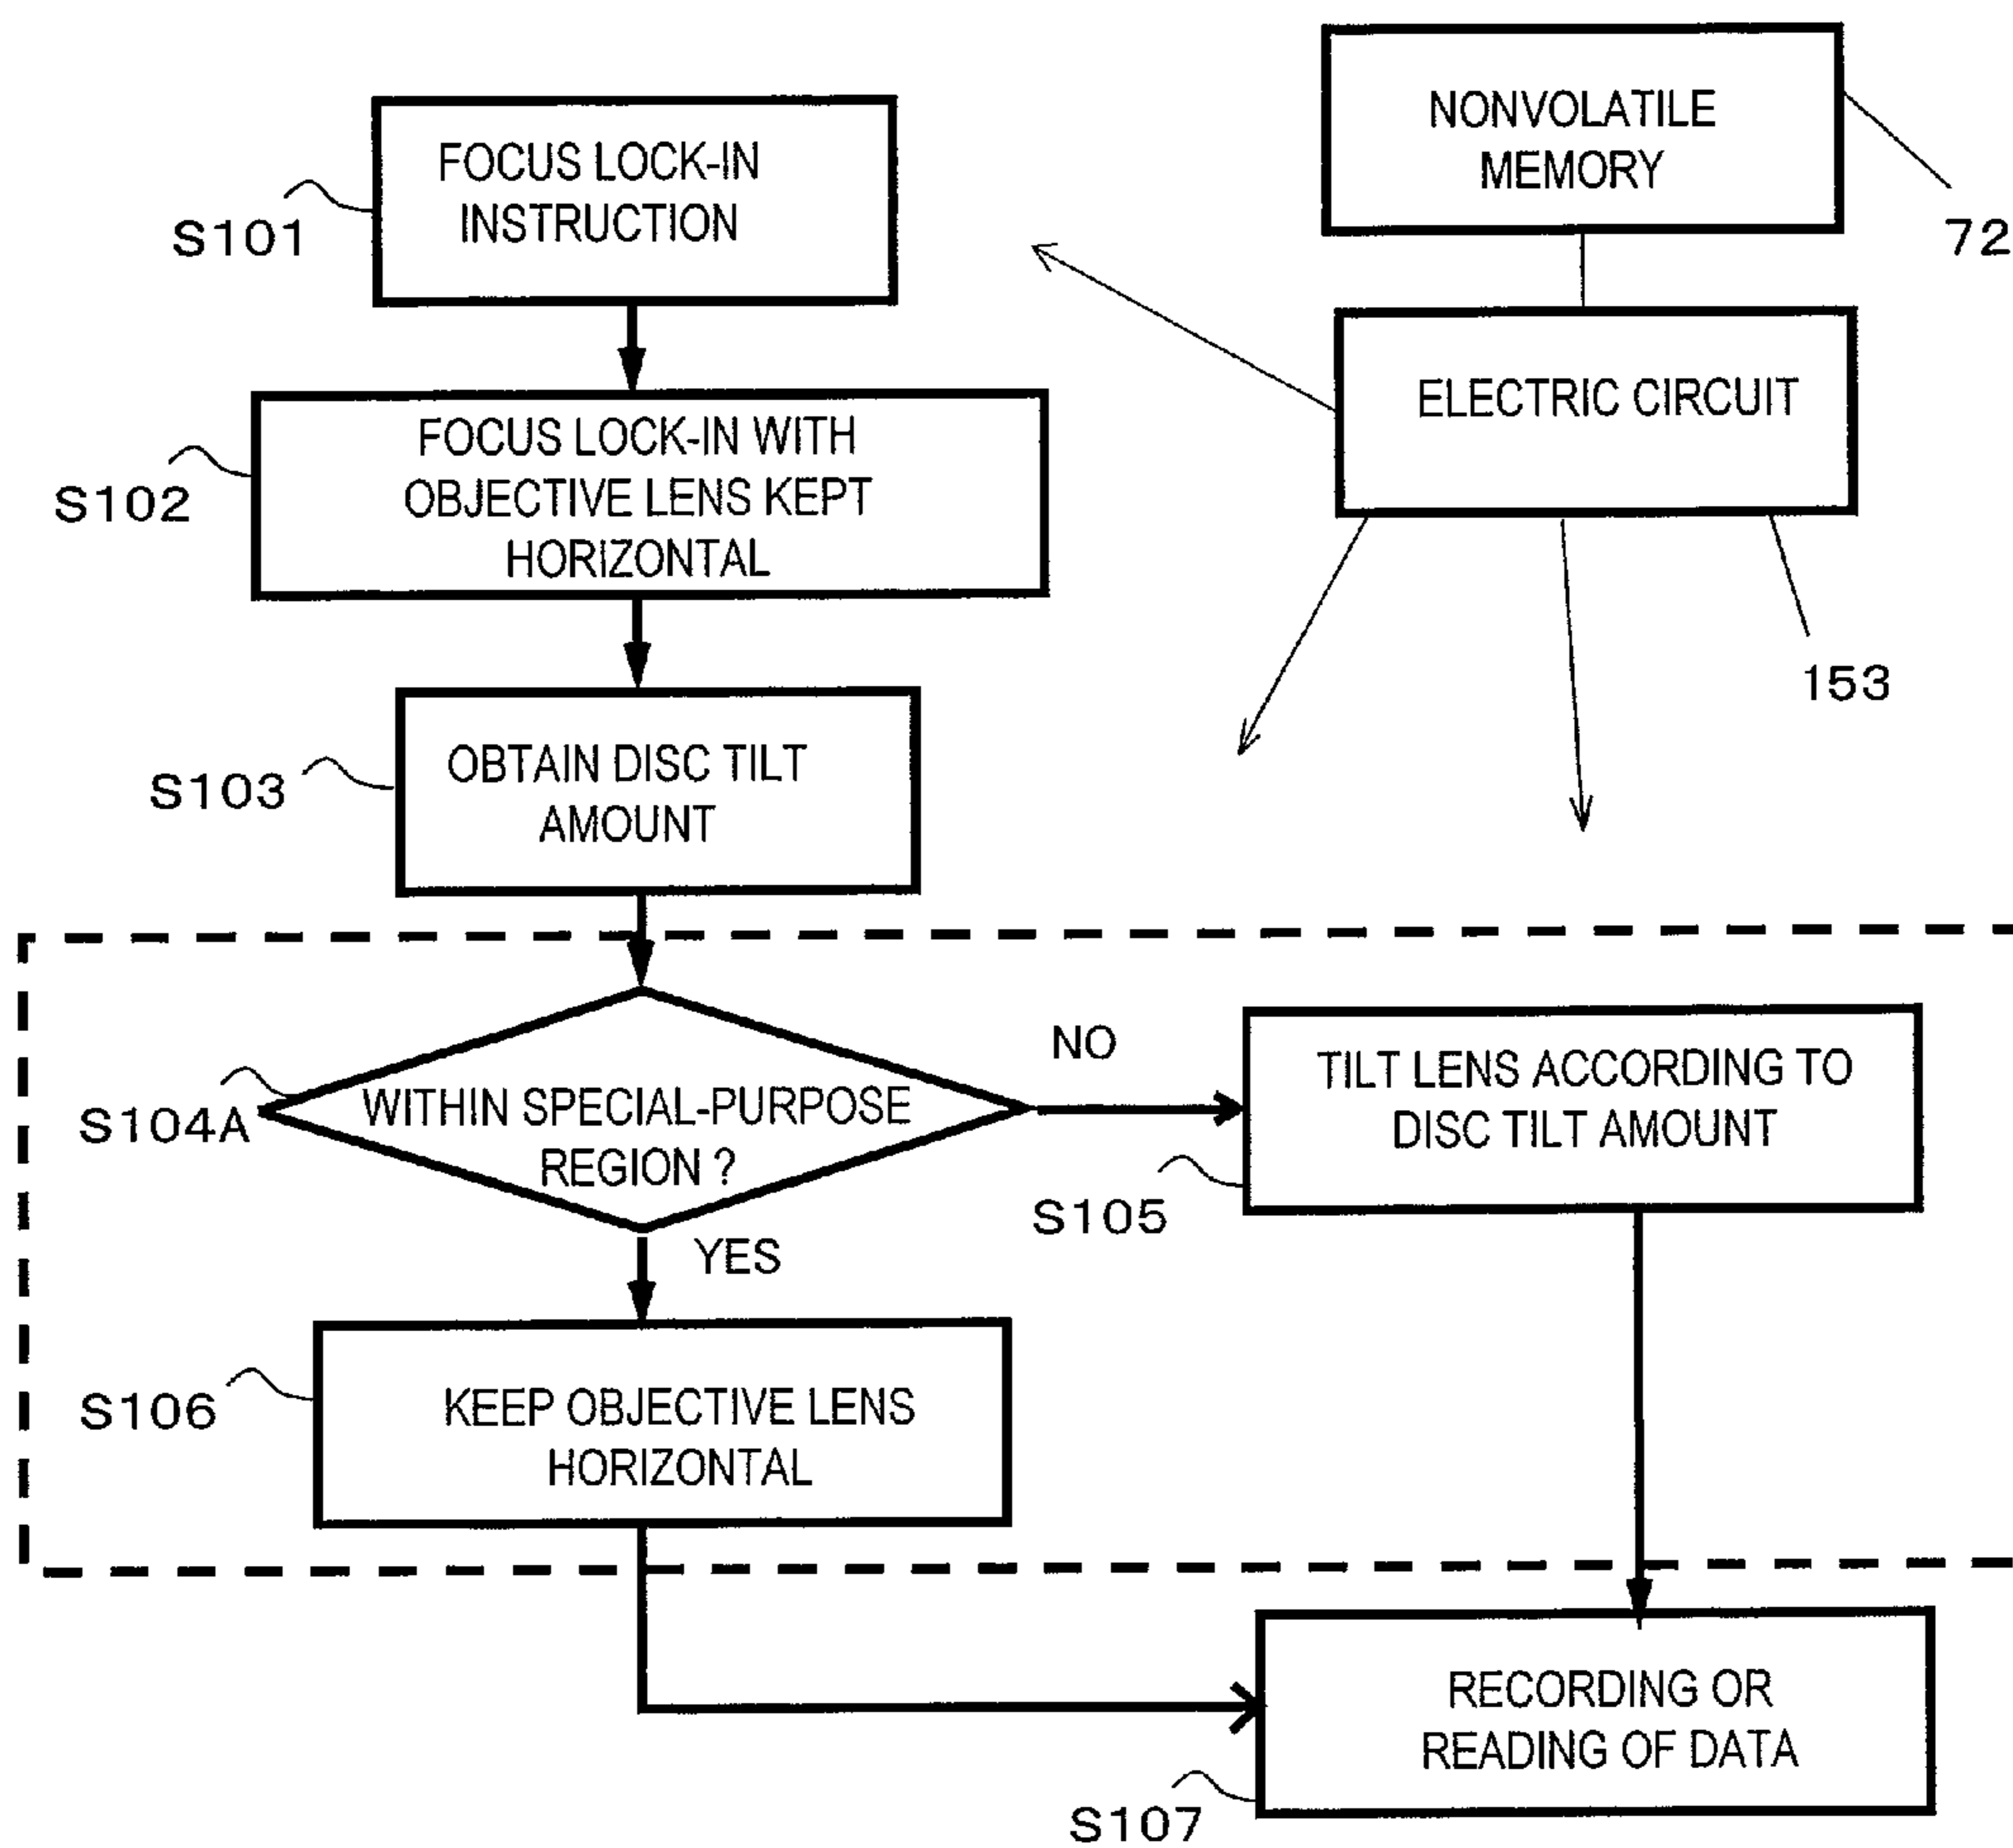 NONVOLATILE
MEMORY
72
FOCUS LOCK-IN
INSTRUCTION
S101
ELECTRIC CIRCUIT
153
FOCUS LOCK-IN WITH
OBJECTIVE LENS KEPT
HORIZONTAL
S102
OBTAIN DISC TILT
AMOUNT
S103
WITHIN SPECIAL-PURPOSE
REGION ?
S104A
NO
YES
TILT LENS ACCORDING TO
DISC TILT AMOUNT
S105
KEEP OBJECTIVE LENS
HORIZONTAL
S106
RECORDING OR
READING OF DATA
S107